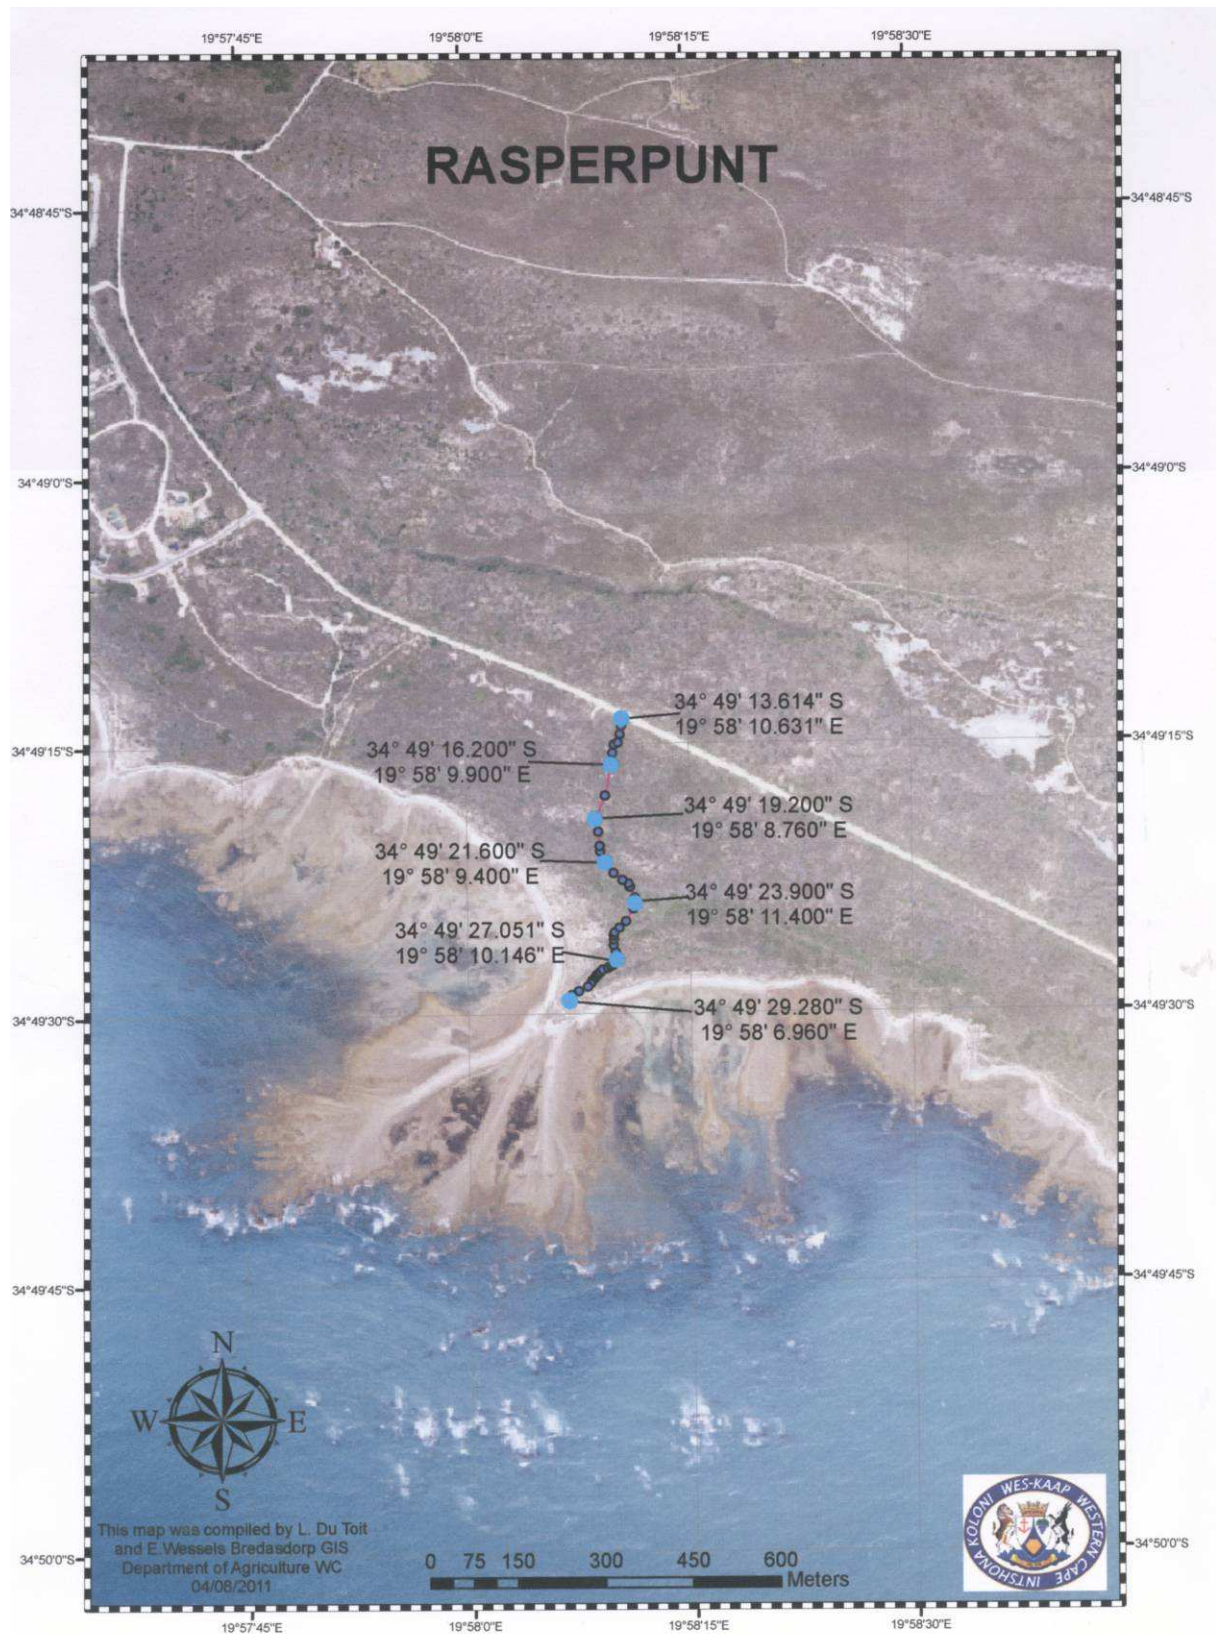 19°57'45"E 19°58'0"E 19°58'15"E 19°58'30"E
RASPERPUNT
34°48'45"S
34°48'45"S
34°49'0"S
34°49'0"S
34° 49' 13.614" S
19° 58' 10.631" E
34°49'15"S
34°49'15"S
34° 49' 16.200" S
19° 58' 9.900" E
34° 49' 19.200" S
19° 58' 8.760" E
34° 49' 21.600" S
19° 58' 9.400" E
34° 49' 23.900" S
19° 58' 11.400" E
34° 49' 27.051" S
19° 58' 10.146" E
34° 49' 29.280" S
19° 58' 6.960" E
34°49'30"S
34°49'30"S
34°49'45"S
34°49'45"S
N
W E
S
This map was compiled by L. Du Toit
and E.Wessels Bredasdorp GIS
Department of Agriculture WC
04/08/2011
0 75 150 300 450 600
Meters
KOLONI WES-KAAP WESTERN CAPE INTSHONA
34°50'0"S
34°50'0"S
19°57'45"E 19°58'0"E 19°58'15"E 19°58'30"E